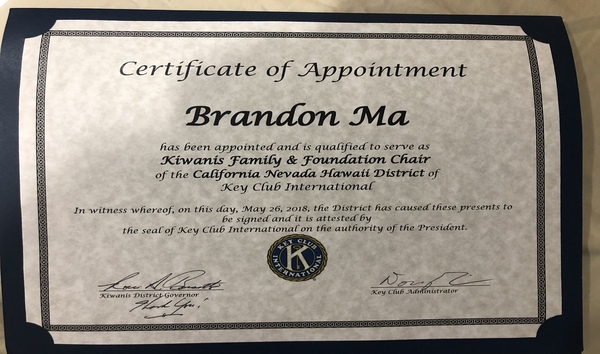 Certificate of Appointment
Brandon Ma
has been appointed and is qualified to serve as
Kiwanis Family & Foundation Chair
of the California Nevada Hawaii District of
Key Club International
In witness whereof, on this day, May 26, 2018, the District has caused these presents to
be signed and it is attested by
the seal of Key Club International on the authority of the President.
KEY CLUB
K
INTERNATIONAL
Kiwanis District Governor
Key Club Administrator
Thank You!